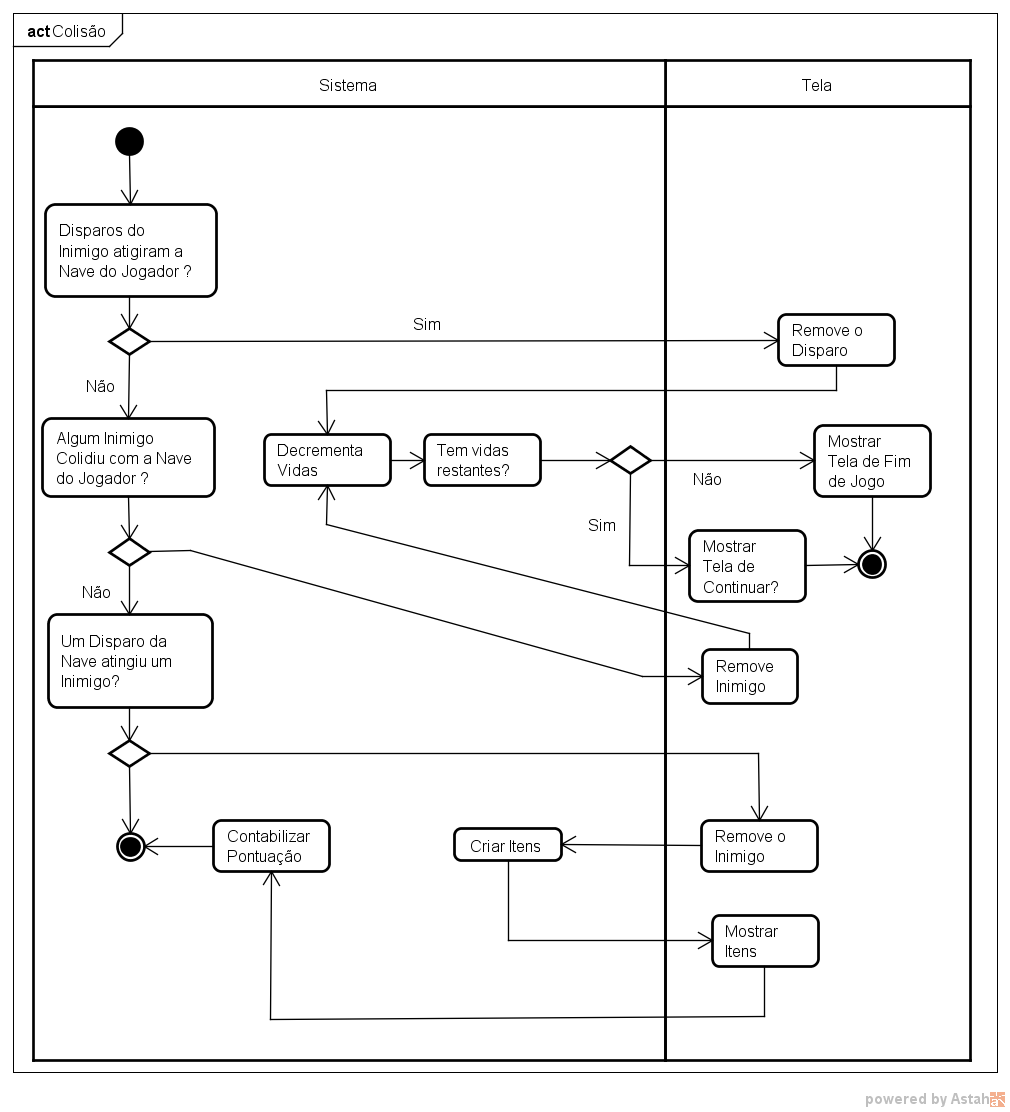 act Colisão
Sistema
Tela
Disparos do
Inimigo atigiram a
Nave do Jogador ?
Sim
Remove o
Disparo
Não
Algum Inimigo
Colidiu com a Nave
do Jogador ?
Decrementa
Vidas
Tem vidas
restantes?
Não
Mostrar
Tela de Fim
de Jogo
Sim
Mostrar
Tela de
Continuar?
Não
Um Disparo da
Nave atingiu um
Inimigo?
Remove
Inimigo
Contabilizar
Pontuação
Criar Itens
Remove o
Inimigo
Mostrar
Itens
powered by Astah